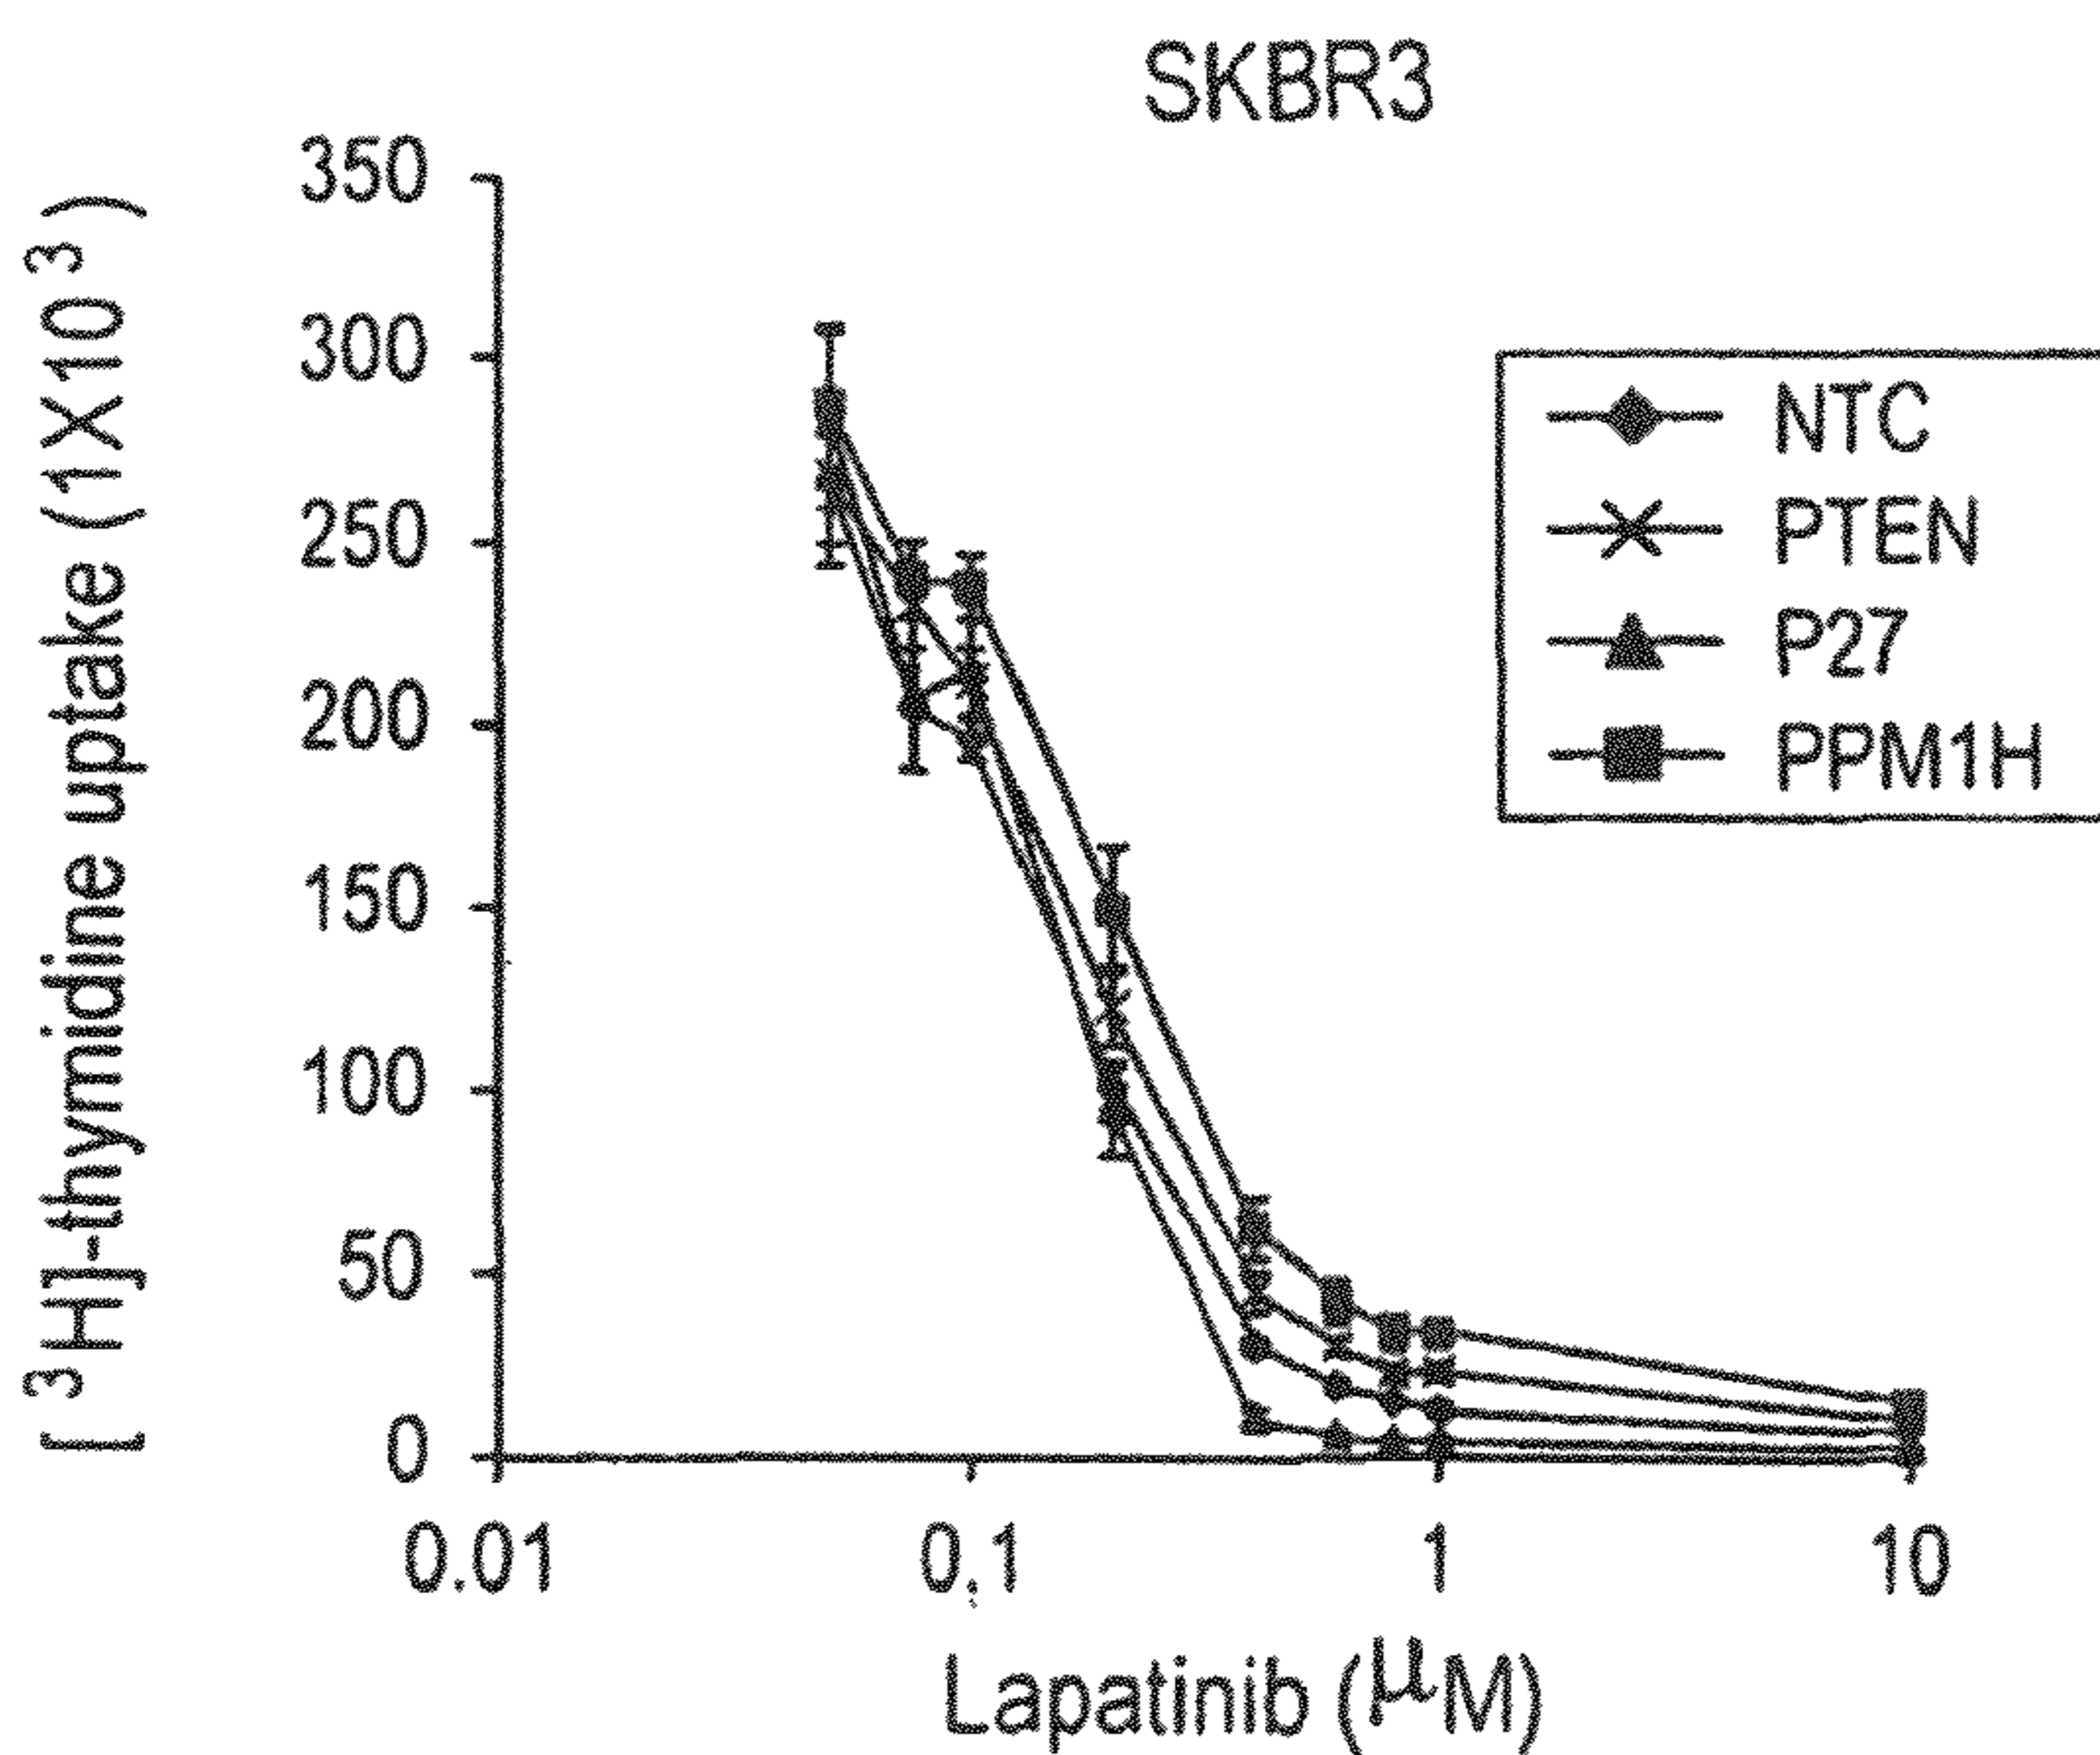 SKBR3
[ ³H]-thymidine uptake (1X10 ³ )
350
300
250
200
150
100
50
0
NTC
PTEN
P27
PPM1H
0.01 0.1 1 10
Lapatinib (μM)